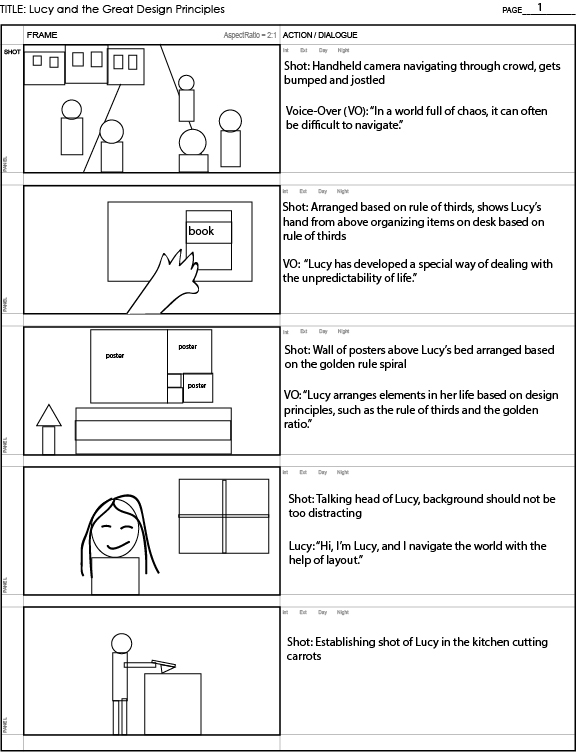 TITLE: Lucy and the Great Design Principles
PAGE 1
FRAME AspectRatio = 2:1 ACTION / DIALOGUE
SHOT
Int Ext Day Night
Shot: Handheld camera navigating through crowd, gets
bumped and jostled
Voice-Over (VO): “In a world full of chaos, it can often
be difficult to navigate.”
PANEL
Int Ext Day Night
book
Shot: Arranged based on rule of thirds, shows Lucy’s
hand from above organizing items on desk based on
rule of thirds
VO: “Lucy has developed a special way of dealing with
the unpredictability of life.”
PANEL
Int Ext Day Night
poster
poster
poster
Shot: Wall of posters above Lucy’s bed arranged based
on the golden rule spiral
VO: “Lucy arranges elements in her life based on design
principles, such as the rule of thirds and the golden
ratio.”
PANEL
Int Ext Day Night
Shot: Talking head of Lucy, background should not be
too distracting
Lucy: “Hi, I’m Lucy, and I navigate the world with the
help of layout.”
PANEL
Int Ext Day Night
Shot: Establishing shot of Lucy in the kitchen cutting
carrots
PANEL